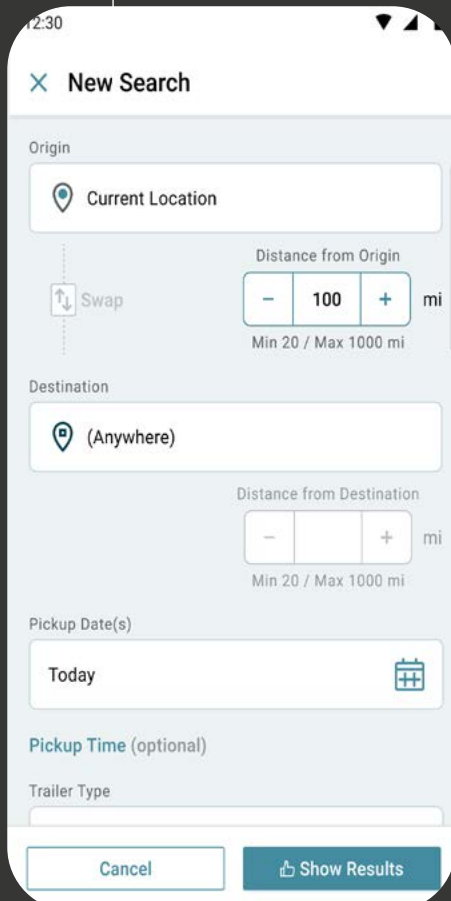 12:30
New Search
Origin
Current Location
Distance from Origin
Swap
− 100 + mi
Min 20 / Max 1000 mi
Destination
(Anywhere)
Distance from Destination
− + mi
Min 20 / Max 1000 mi
Pickup Date(s)
Today
Pickup Time (optional)
Trailer Type
Cancel
Show Results